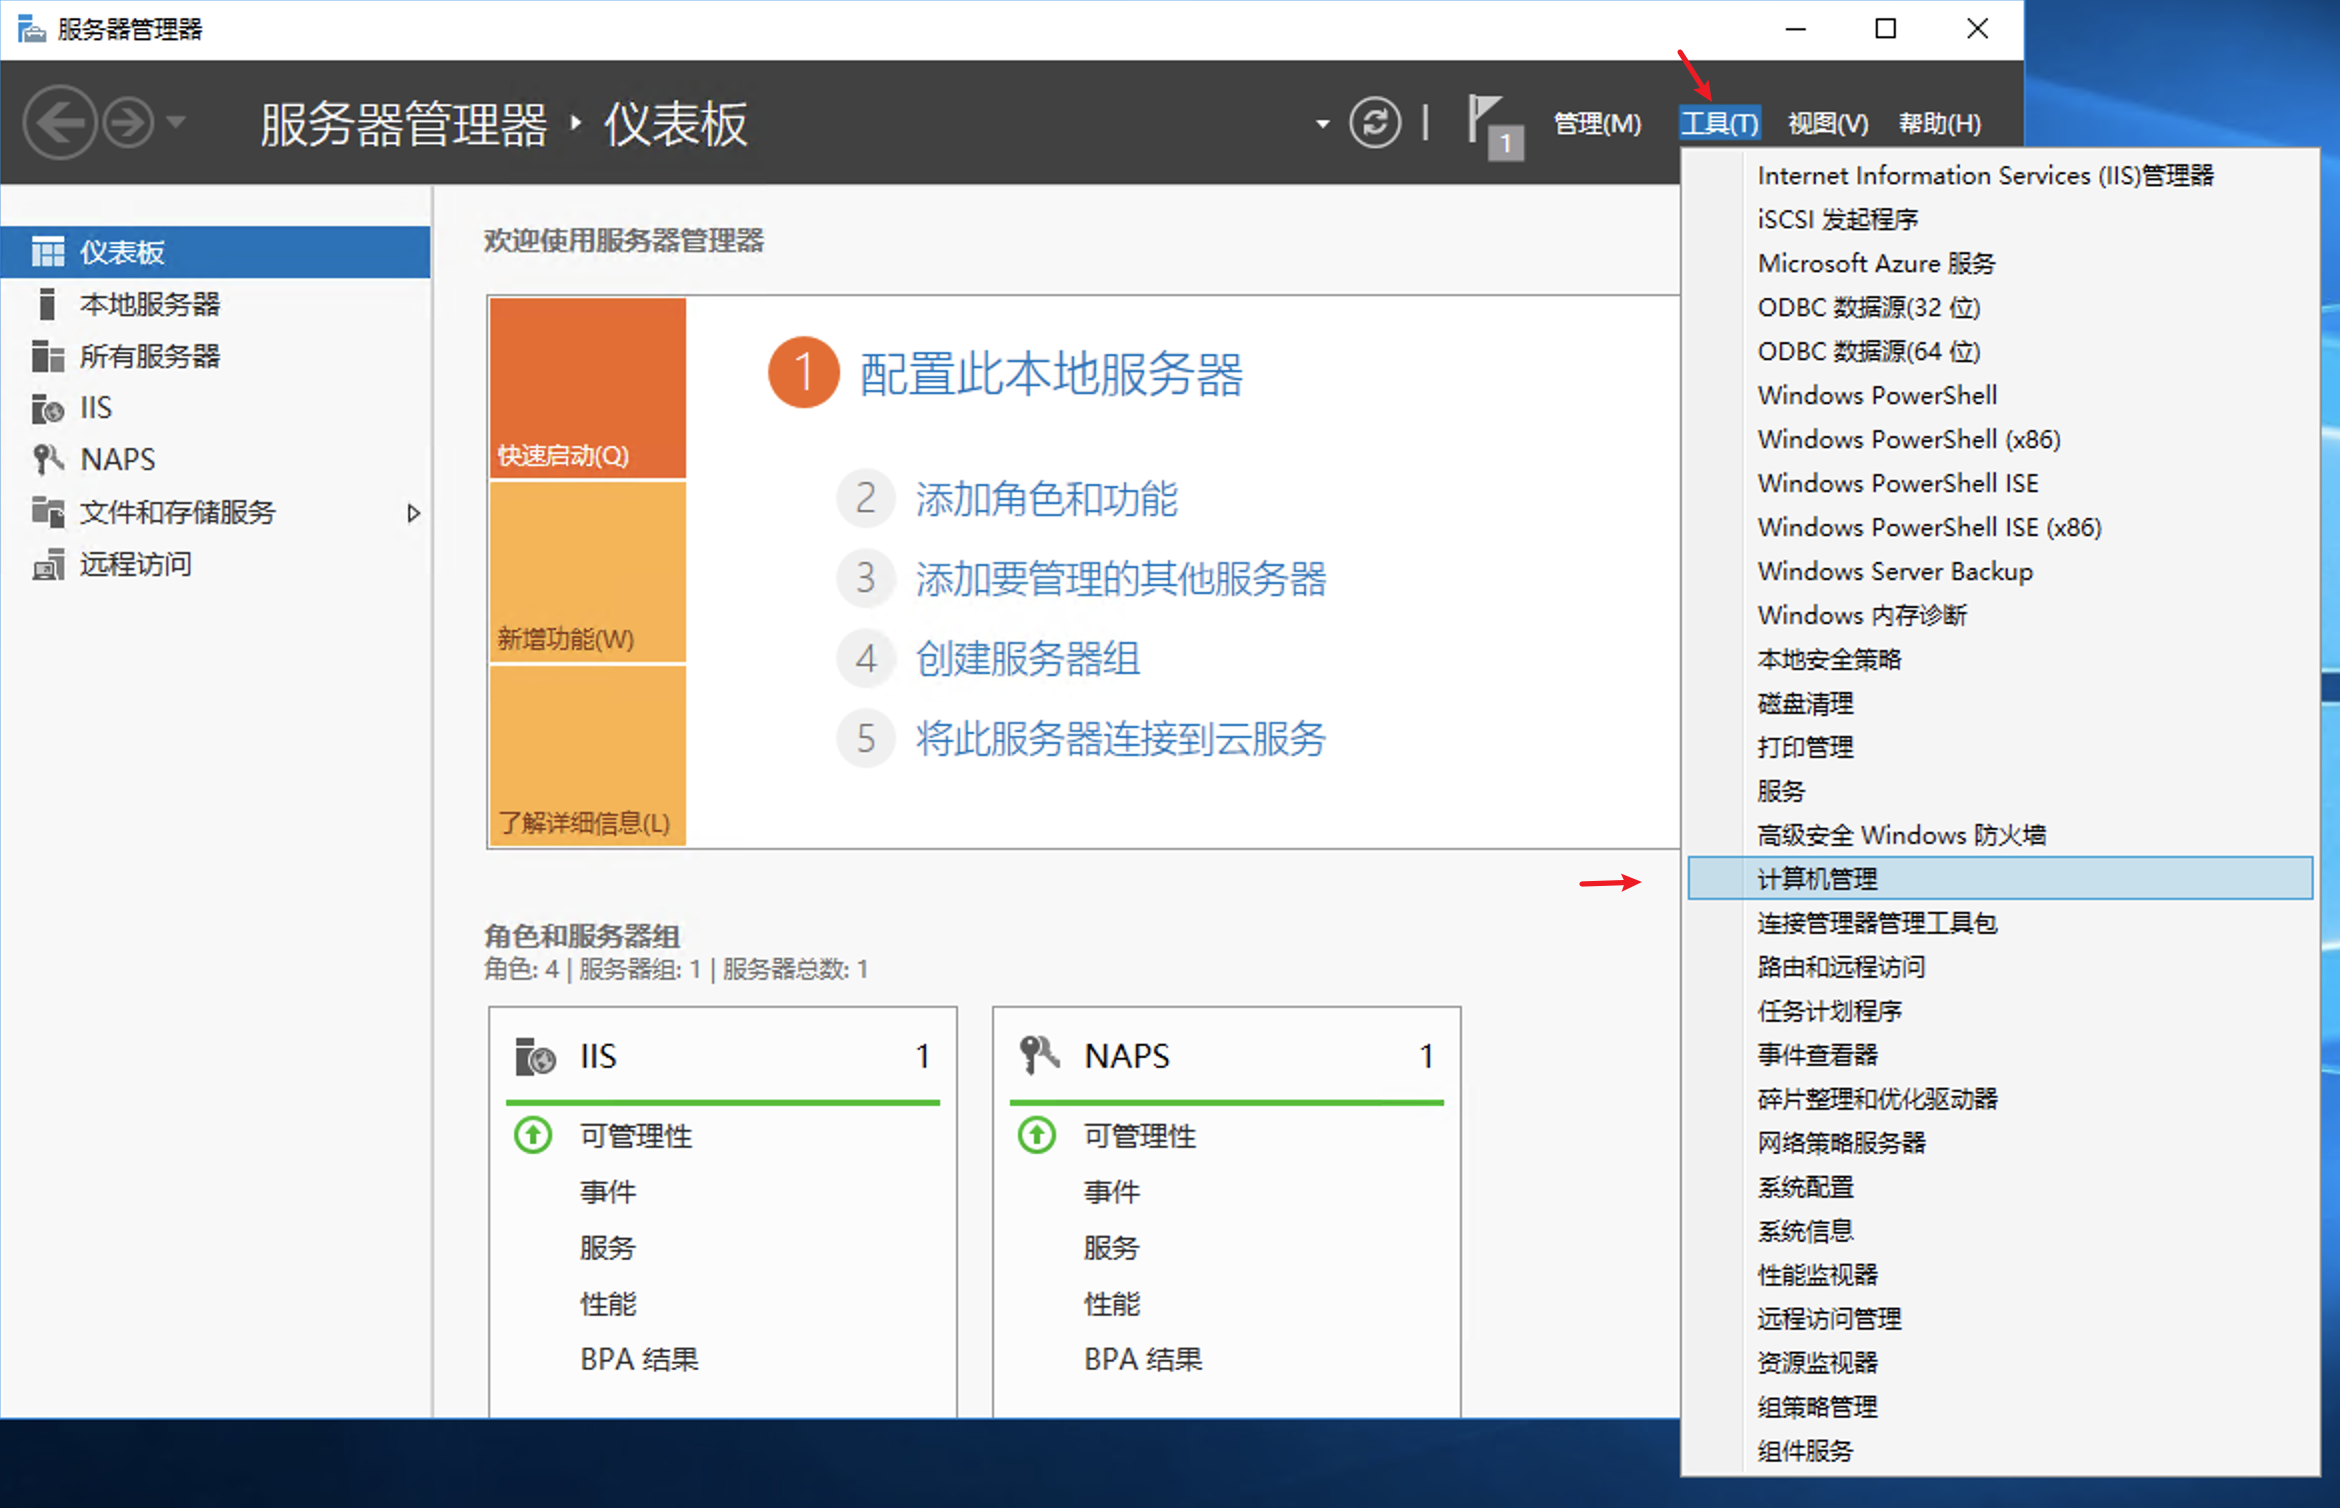 服务器管理器
服务器管理器 ‣ 仪表板
1
管理(M)
工具(T)
视图(V)
帮助(H)
仪表板
本地服务器
所有服务器
IIS
NAPS
文件和存储服务
远程访问
欢迎使用服务器管理器
快速启动(Q)
新增功能(W)
了解详细信息(L)
1 配置此本地服务器
2 添加角色和功能
3 添加要管理的其他服务器
4 创建服务器组
5 将此服务器连接到云服务
角色和服务器组
角色: 4 | 服务器组: 1 | 服务器总数: 1
IIS 1
可管理性
事件
服务
性能
BPA 结果
NAPS 1
可管理性
事件
服务
性能
BPA 结果
Internet Information Services (IIS)管理器
iSCSI 发起程序
Microsoft Azure 服务
ODBC 数据源(32 位)
ODBC 数据源(64 位)
Windows PowerShell
Windows PowerShell (x86)
Windows PowerShell ISE
Windows PowerShell ISE (x86)
Windows Server Backup
Windows 内存诊断
本地安全策略
磁盘清理
打印管理
服务
高级安全 Windows 防火墙
计算机管理
连接管理器管理工具包
路由和远程访问
任务计划程序
事件查看器
碎片整理和优化驱动器
网络策略服务器
系统配置
系统信息
性能监视器
远程访问管理
资源监视器
组策略管理
组件服务